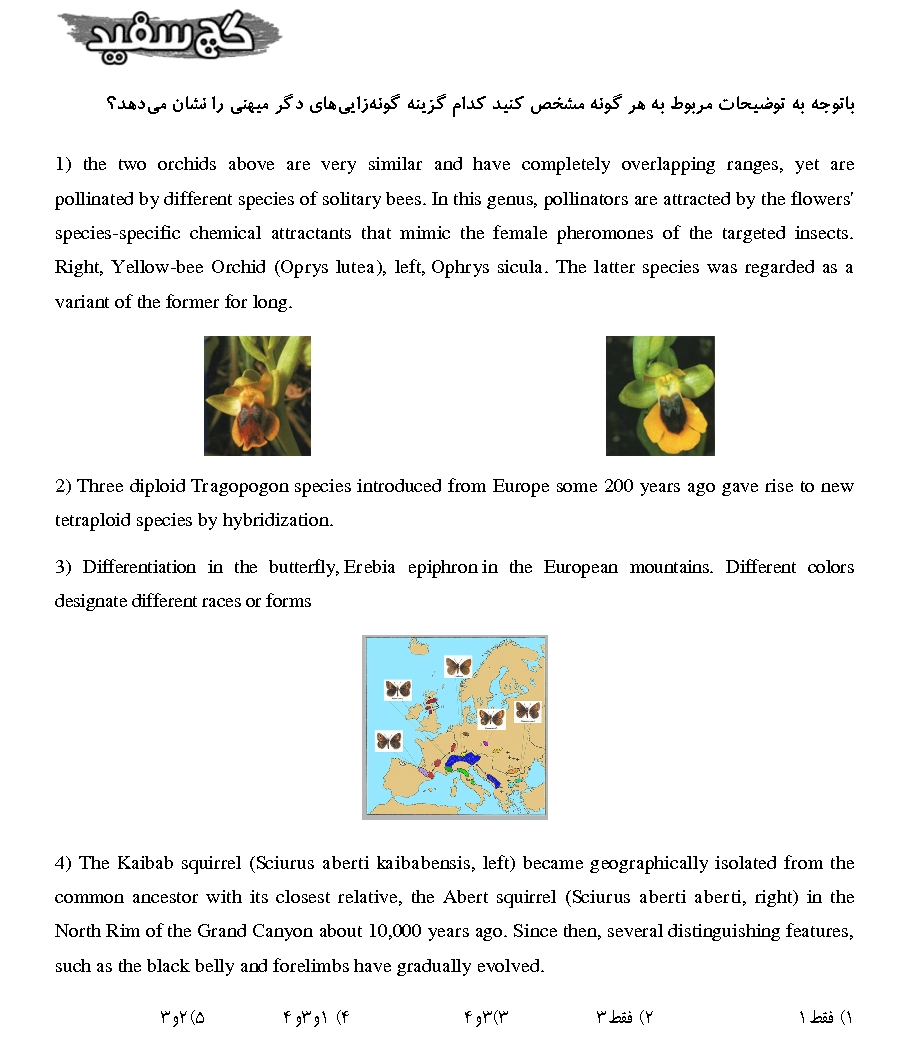 گچ سفید
باتوجه به توضیحات مربوط به هر گونه مشخص کنید کدام گزینه گونه‌زایی‌های دگر میهنی را نشان می‌دهد؟
1) the two orchids above are very similar and have completely overlapping ranges, yet are
pollinated by different species of solitary bees. In this genus, pollinators are attracted by the flowers'
species-specific chemical attractants that mimic the female pheromones of the targeted insects.
Right, Yellow-bee Orchid (Oprys lutea), left, Ophrys sicula. The latter species was regarded as a
variant of the former for long.
2) Three diploid Tragopogon species introduced from Europe some 200 years ago gave rise to new
tetraploid species by hybridization.
3) Differentiation in the butterfly, Erebia epiphron in the European mountains. Different colors
designate different races or forms
4) The Kaibab squirrel (Sciurus aberti kaibabensis, left) became geographically isolated from the
common ancestor with its closest relative, the Abert squirrel (Sciurus aberti aberti, right) in the
North Rim of the Grand Canyon about 10,000 years ago. Since then, several distinguishing features,
such as the black belly and forelimbs have gradually evolved.
۱) فقط ۱ ۲) فقط ۳ ۳)۳و۴ ۴) ۱و۳و۴ ۵)۲و۳